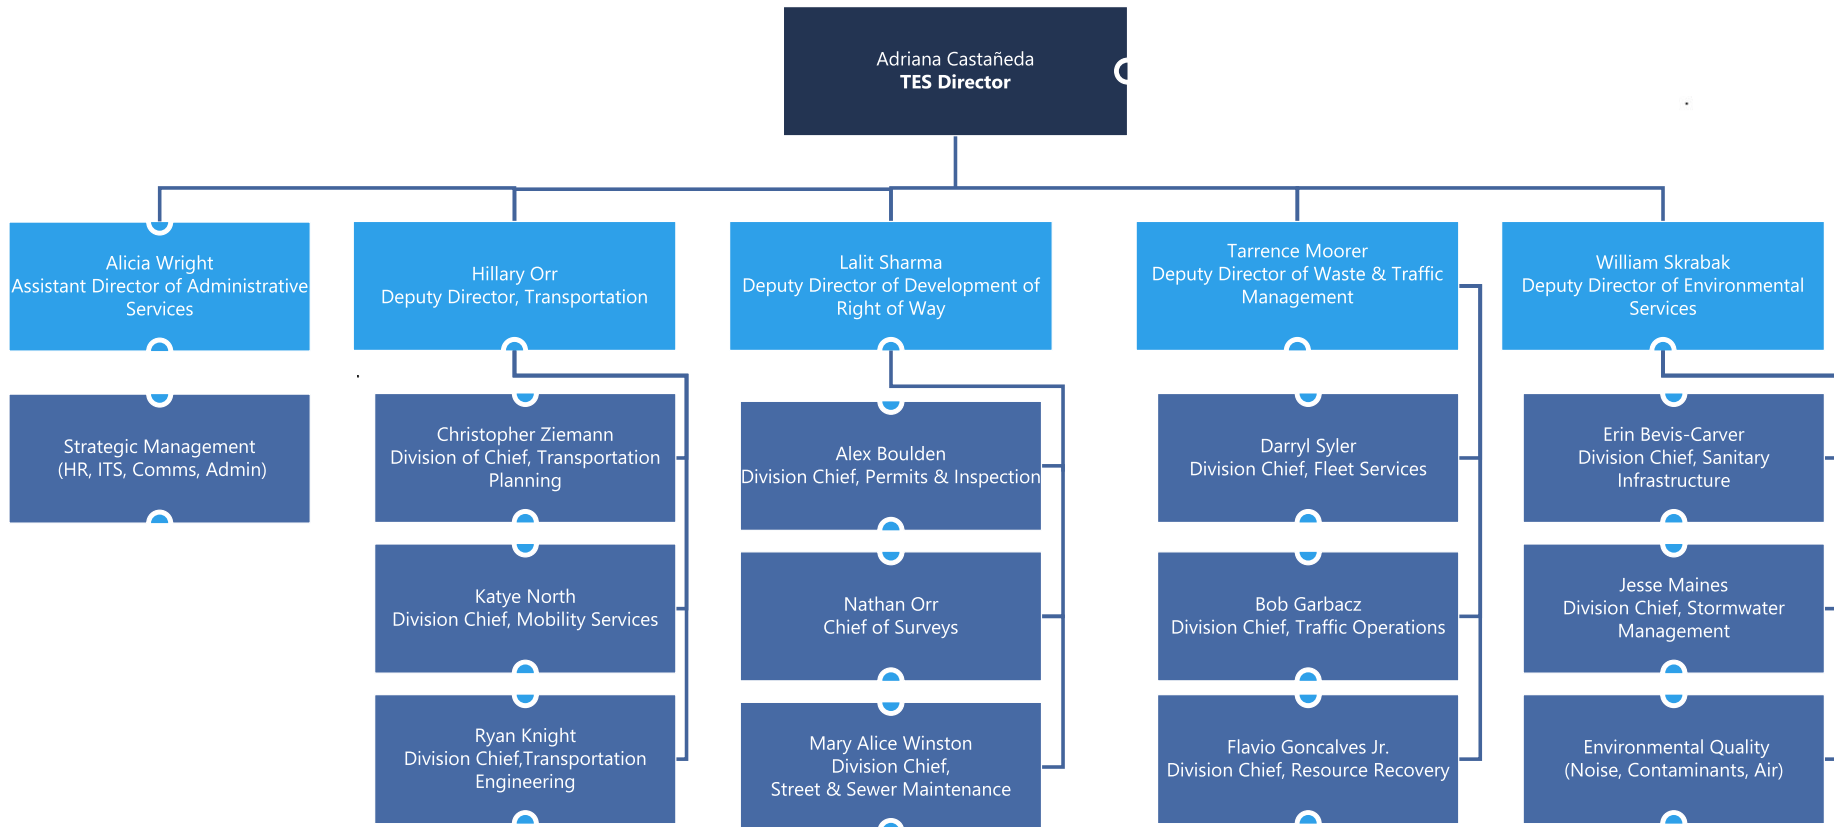 Adriana Castañeda
TES Director
Alicia Wright
Assistant Director of Administrative
Services
Hillary Orr
Deputy Director, Transportation
Lalit Sharma
Deputy Director of Development of
Right of Way
Tarrence Moorer
Deputy Director of Waste & Traffic
Management
William Skrabak
Deputy Director of Environmental
Services
Strategic Management
(HR, ITS, Comms, Admin)
Christopher Ziemann
Division of Chief, Transportation
Planning
Katye North
Division Chief, Mobility Services
Ryan Knight
Division Chief,Transportation
Engineering
Alex Boulden
Division Chief, Permits & Inspection
Nathan Orr
Chief of Surveys
Mary Alice Winston
Division Chief,
Street & Sewer Maintenance
Darryl Syler
Division Chief, Fleet Services
Bob Garbacz
Division Chief, Traffic Operations
Flavio Goncalves Jr.
Division Chief, Resource Recovery
Erin Bevis-Carver
Division Chief, Sanitary
Infrastructure
Jesse Maines
Division Chief, Stormwater
Management
Environmental Quality
(Noise, Contaminants, Air)